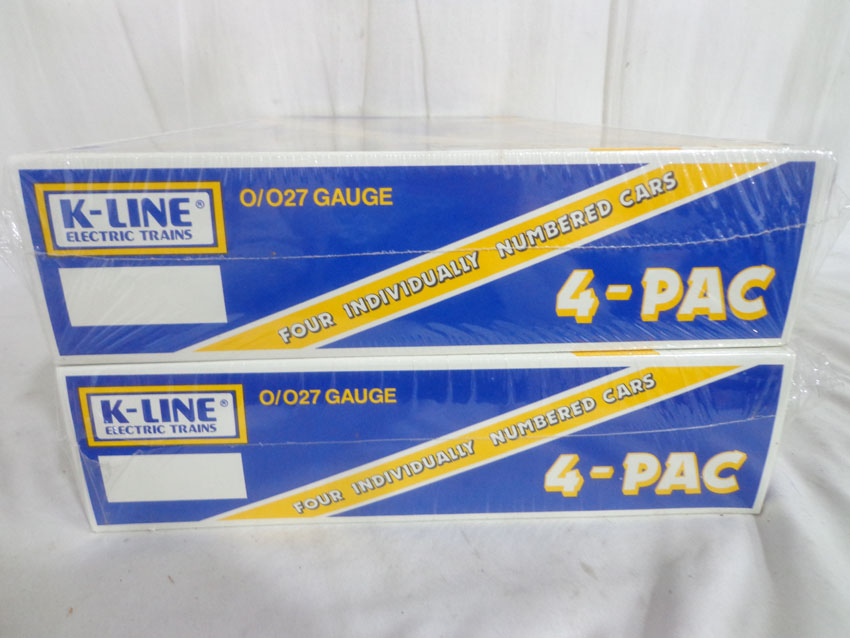 K-LINE®
ELECTRIC TRAINS
O/O27 GAUGE
FOUR INDIVIDUALLY NUMBERED CARS
4-PAC
K-LINE®
ELECTRIC TRAINS
O/O27 GAUGE
FOUR INDIVIDUALLY NUMBERED CARS
4-PAC